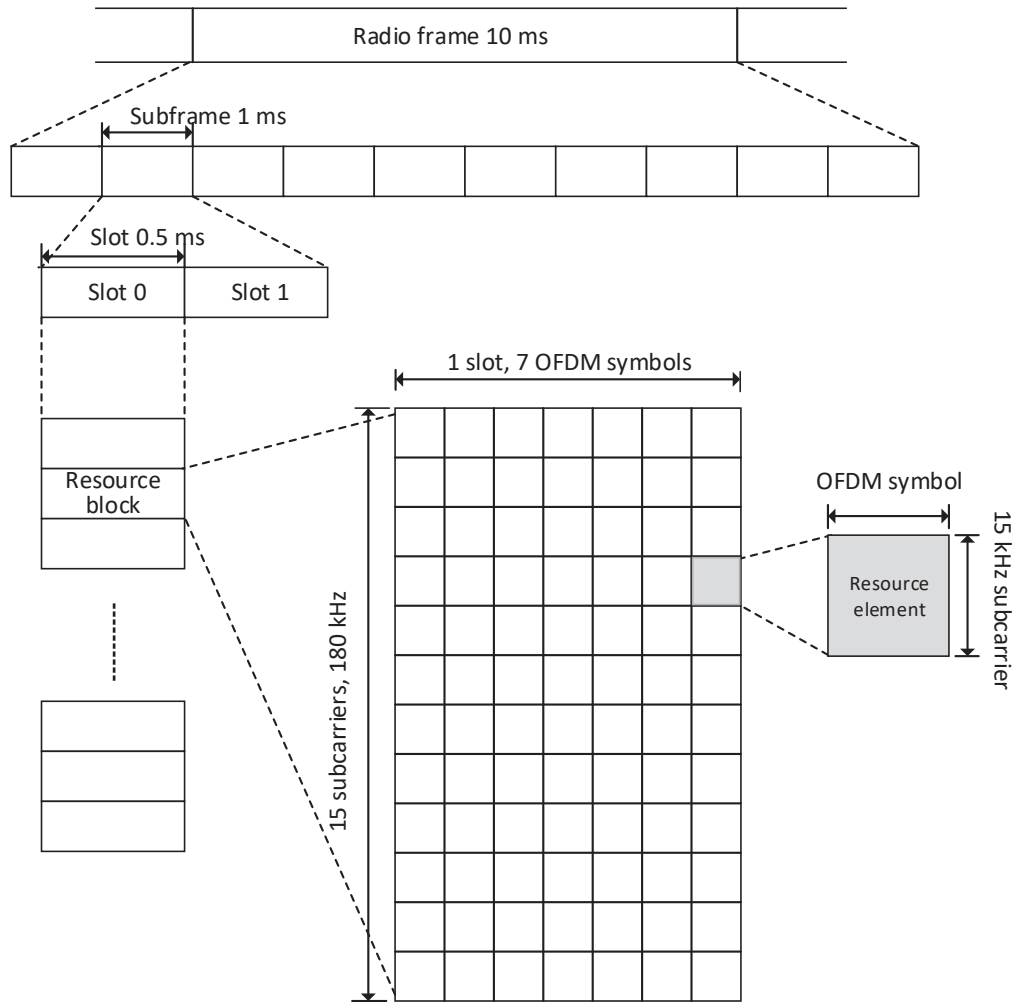 Radio frame 10 ms
Subframe 1 ms
Slot 0.5 ms
Slot 0
Slot 1
1 slot, 7 OFDM symbols
Resource
block
15 subcarriers, 180 kHz
OFDM symbol
Resource
element
15 kHz subcarrier